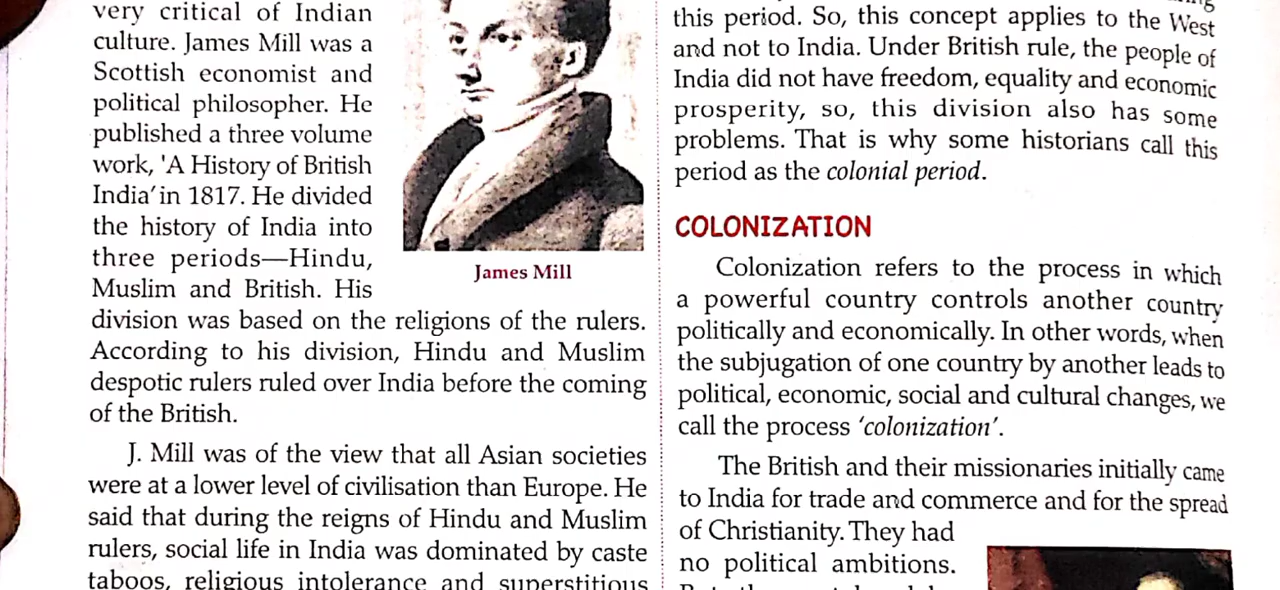 very critical of Indian
culture. James Mill was a
Scottish economist and
political philosopher. He
published a three volume
work, 'A History of British
India' in 1817. He divided
the history of India into
three periods—Hindu,
Muslim and British. His
division was based on the religions of the rulers.
According to his division, Hindu and Muslim
despotic rulers ruled over India before the coming
of the British.
J. Mill was of the view that all Asian societies
were at a lower level of civilisation than Europe. He
said that during the reigns of Hindu and Muslim
rulers, social life in India was dominated by caste
taboos, religious intolerance and superstitious
James Mill
this period. So, this concept applies to the West
and not to India. Under British rule, the people of
India did not have freedom, equality and economic
prosperity, so, this division also has some
problems. That is why some historians call this
period as the colonial period.
COLONIZATION
Colonization refers to the process in which
a powerful country controls another country
politically and economically. In other words, when
the subjugation of one country by another leads to
political, economic, social and cultural changes, we
call the process 'colonization'.
The British and their missionaries initially came
to India for trade and commerce and for the spread
of Christianity. They had
no political ambitions.